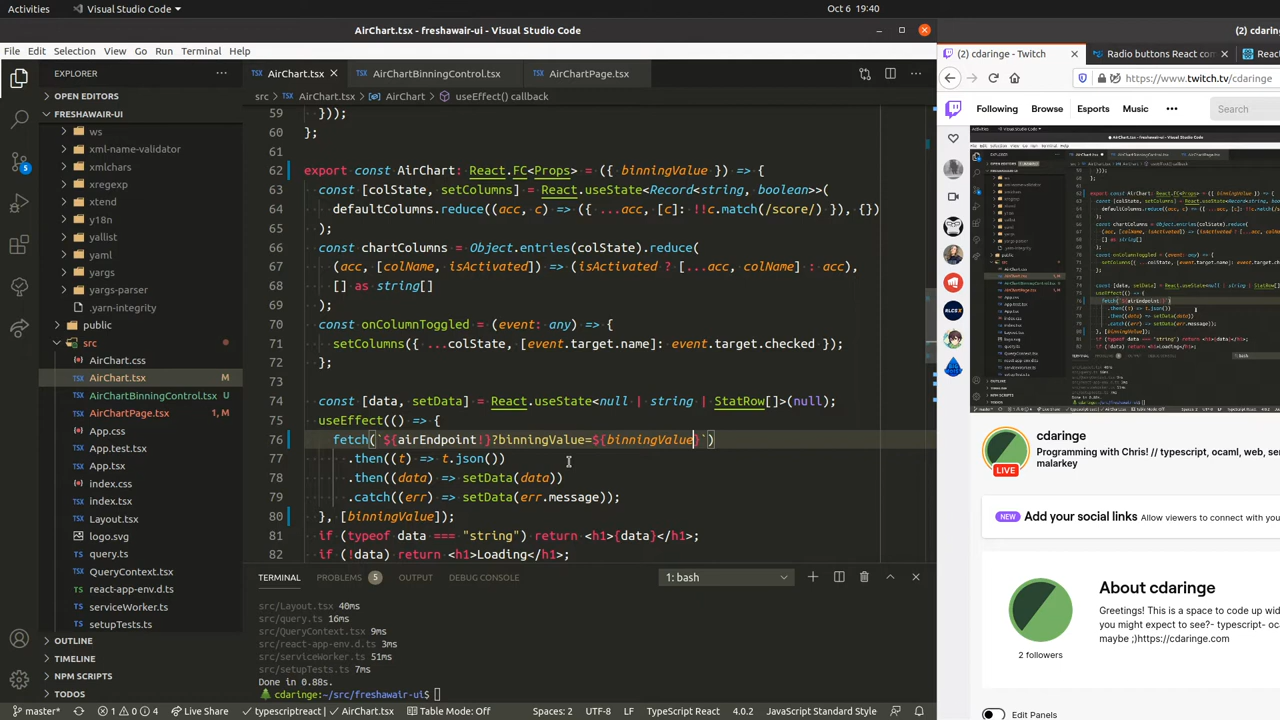 Activities
Visual Studio Code
Oct 6 19:40
AirChart.tsx - freshawair-ui - Visual Studio Code
(2) cdaringe
File Edit Selection View Go Run Terminal Help
(2) cdaringe - Twitch
Radio buttons React com
React
EXPLORER
AirChart.tsx
AirChartBinningControl.tsx
AirChartPage.tsx
https://www.twitch.tv/cdaringe
OPEN EDITORS
src > AirChart.tsx > AirChart > useEffect() callback
FRESHAWAIR-UI
Following Browse Esports Music
Search
ws
xml-name-validator
xmlchars
xregexp
xtend
y18n
yallist
yaml
yargs
yargs-parser
.yarn-integrity
public
src
AirChart.css
AirChart.tsx M
AirChartBinningControl.tsx U
AirChartPage.tsx 1, M
App.css
App.test.tsx
App.tsx
index.css
index.tsx
Layout.tsx
logo.svg
query.ts
QueryContext.tsx
react-app-env.d.ts
serviceWorker.ts
setupTests.ts
OUTLINE
TIMELINE
NPM SCRIPTS
TODOS
59 }));
60 };
61
62 export const AirChart: React.FC<Props> = ({ binningValue }) => {
63 const [colState, setColumns] = React.useState<Record<string, boolean>>(
64 defaultColumns.reduce((acc, c) => ({ ...acc, [c]: !!c.match(/score/) }), {})
65 );
66 const chartColumns = Object.entries(colState).reduce(
67 (acc, [colName, isActivated]) => (isActivated ? [...acc, colName] : acc),
68 [] as string[]
69 );
70 const onColumnToggled = (event: any) => {
71 setColumns({ ...colState, [event.target.name]: event.target.checked });
72 };
73
74 const [data, setData] = React.useState<null | string | StatRow[]>(null);
75 useEffect(() => {
76 fetch(`${airEndpoint!}?binningValue=${binningValue}`)
77 .then((t) => t.json())
78 .then((data) => setData(data))
79 .catch((err) => setData(err.message));
80 }, [binningValue]);
81 if (typeof data === "string") return <h1>{data}</h1>;
82 if (!data) return <h1>Loading</h1>;
TERMINAL PROBLEMS 5 OUTPUT DEBUG CONSOLE
1: bash
src/Layout.tsx 40ms
src/query.ts 16ms
src/QueryContext.tsx 9ms
src/react-app-env.d.ts 3ms
src/serviceWorker.ts 51ms
src/setupTests.ts 7ms
Done in 0.88s.
cdaringe:~/src/freshawair-ui$
master* 1 0 4 Live Share typescriptreact AirChart.tsx Table Mode: Off Spaces: 2 UTF-8 LF TypeScript React 4.0.2 JavaScript Standard Style
cdaringe
Programming with Chris! // typescript, ocaml, web, se
malarkey
LIVE
NEW Add your social links Allow viewers to connect with you
About cdaringe
Greetings! This is a space to code up wid
you might expect to see?- typescript- oc
maybe ;)https://cdaringe.com
2 followers
Edit Panels